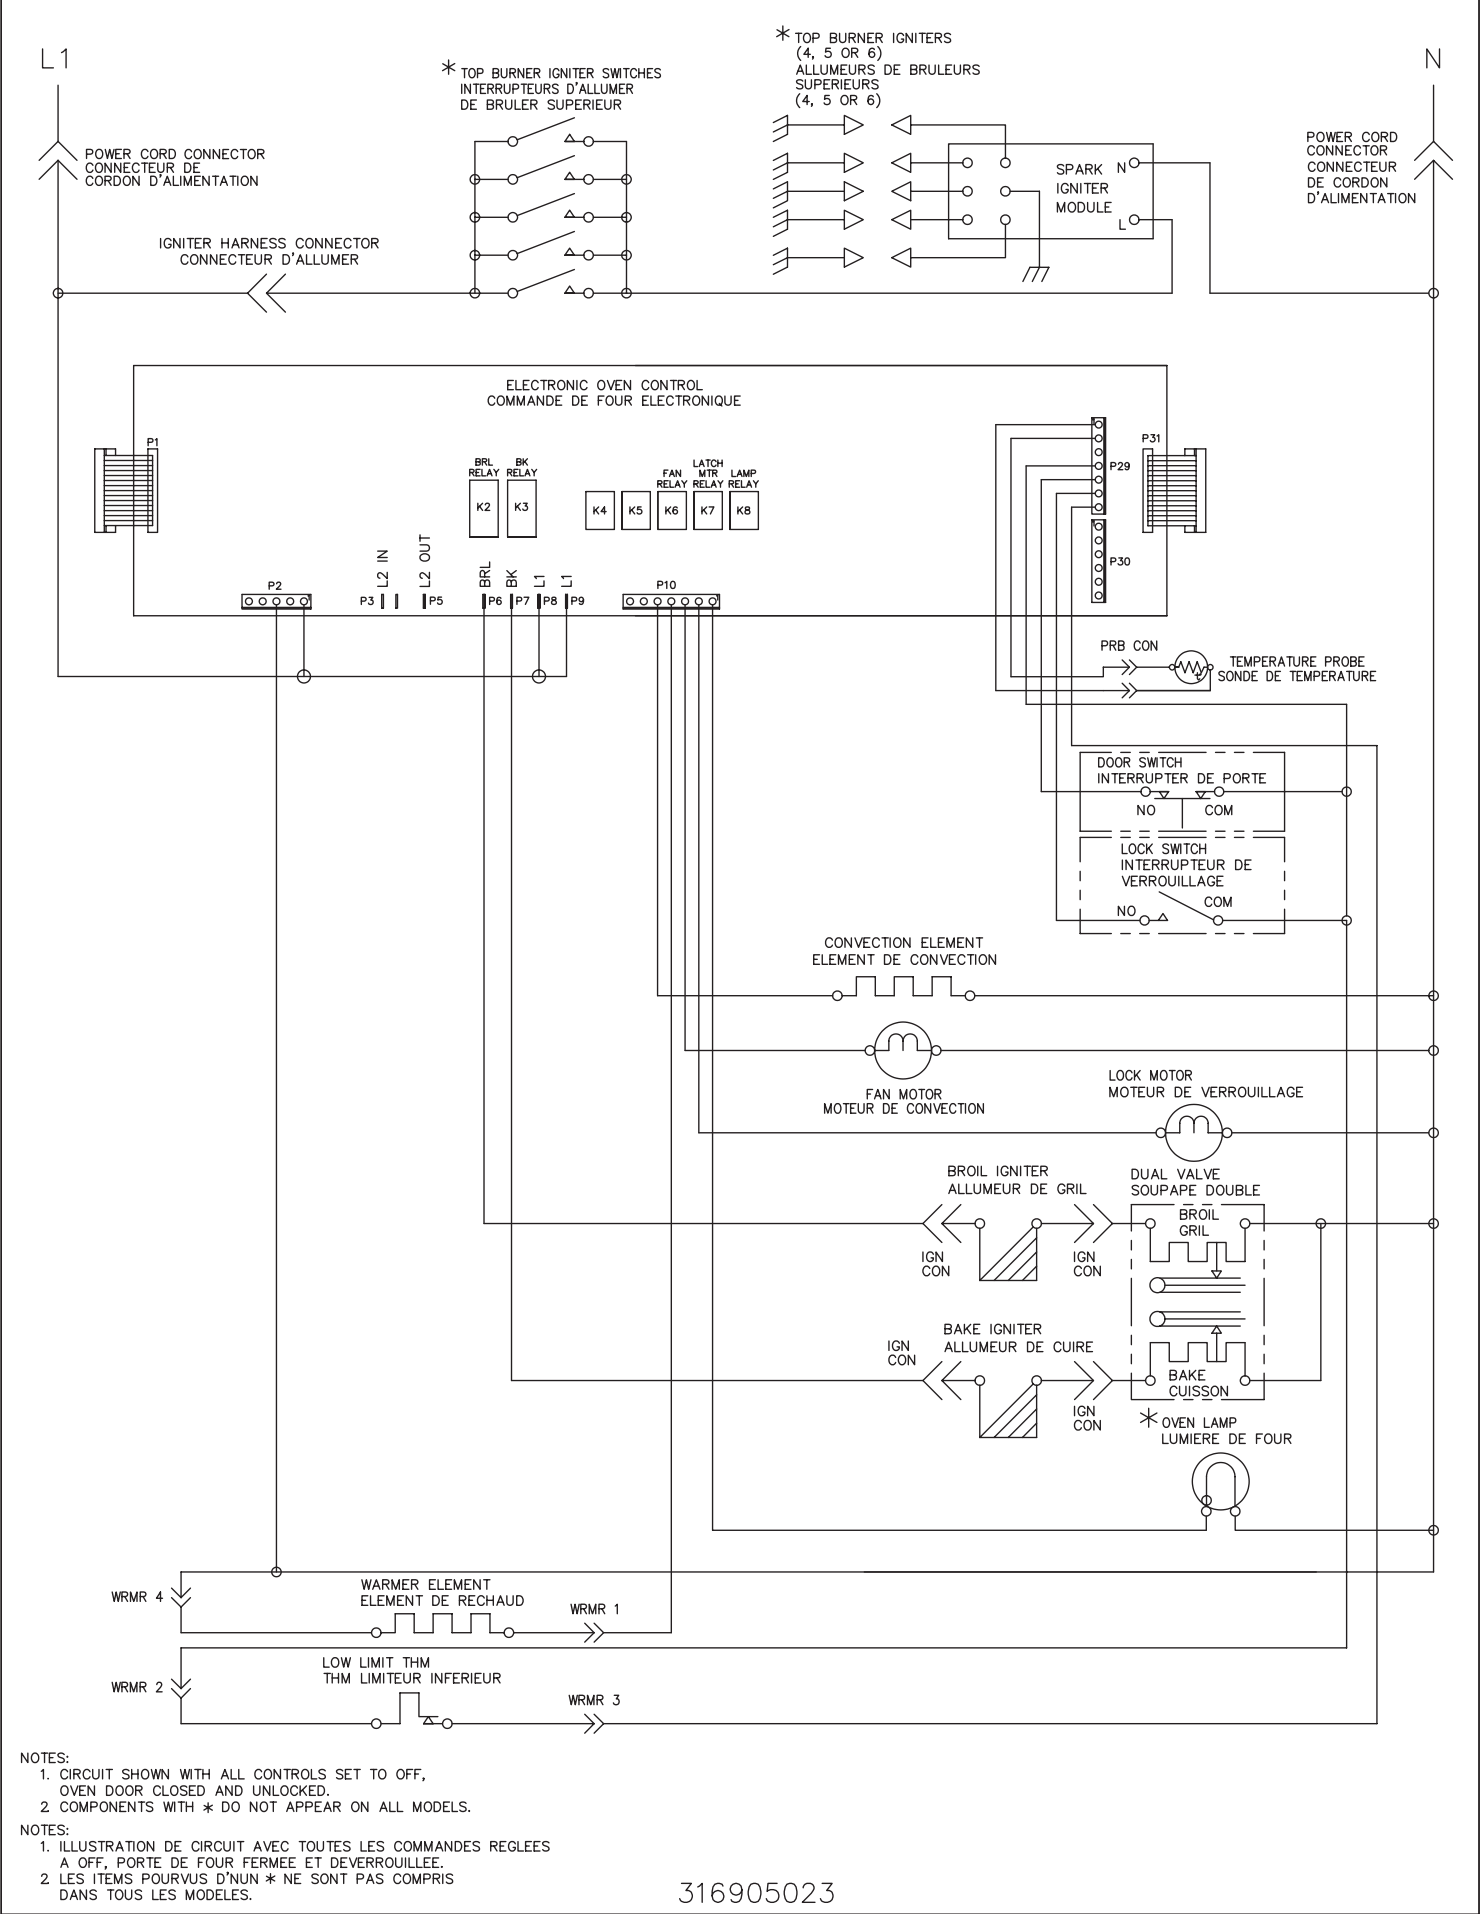 L1
N
* TOP BURNER IGNITER SWITCHES
INTERRUPTEURS D'ALLUMER
DE BRULER SUPERIEUR
* TOP BURNER IGNITERS
(4, 5 OR 6)
ALLUMEURS DE BRULEURS
SUPERIEURS
(4, 5 OR 6)
POWER CORD CONNECTOR
CONNECTEUR DE
CORDON D'ALIMENTATION
SPARK
IGNITER
MODULE
N
L
POWER CORD
CONNECTOR
CONNECTEUR
DE CORDON
D'ALIMENTATION
IGNITER HARNESS CONNECTOR
CONNECTEUR D'ALLUMER
ELECTRONIC OVEN CONTROL
COMMANDE DE FOUR ELECTRONIQUE
P1
BRL
RELAY
K2
BK
RELAY
K3
K4
K5
FAN
RELAY
K6
LATCH
MTR
RELAY
K7
LAMP
RELAY
K8
P29
P31
P30
P2
P3
L2 IN
L2 OUT
P5
BRL
P6
BK
P7
L1
P8
L1
P9
P10
PRB CON
TEMPERATURE PROBE
SONDE DE TEMPERATURE
t
DOOR SWITCH
INTERRUPTER DE PORTE
NO
COM
LOCK SWITCH
INTERRUPTEUR DE
VERROUILLAGE
NO
COM
CONVECTION ELEMENT
ELEMENT DE CONVECTION
FAN MOTOR
MOTEUR DE CONVECTION
LOCK MOTOR
MOTEUR DE VERROUILLAGE
BROIL IGNITER
ALLUMEUR DE GRIL
IGN
CON
IGN
CON
DUAL VALVE
SOUPAPE DOUBLE
BROIL
GRIL
BAKE IGNITER
ALLUMEUR DE CUIRE
IGN
CON
IGN
CON
BAKE
CUISSON
* OVEN LAMP
LUMIERE DE FOUR
WRMR 4
WARMER ELEMENT
ELEMENT DE RECHAUD
WRMR 1
WRMR 2
LOW LIMIT THM
THM LIMITEUR INFERIEUR
WRMR 3
NOTES:
1. CIRCUIT SHOWN WITH ALL CONTROLS SET TO OFF,
OVEN DOOR CLOSED AND UNLOCKED.
2. COMPONENTS WITH * DO NOT APPEAR ON ALL MODELS.
NOTES:
1. ILLUSTRATION DE CIRCUIT AVEC TOUTES LES COMMANDES REGLEES
A OFF, PORTE DE FOUR FERMEE ET DEVERROUILLEE.
2. LES ITEMS POURVUS D'NUN * NE SONT PAS COMPRIS
DANS TOUS LES MODELES.
316905023